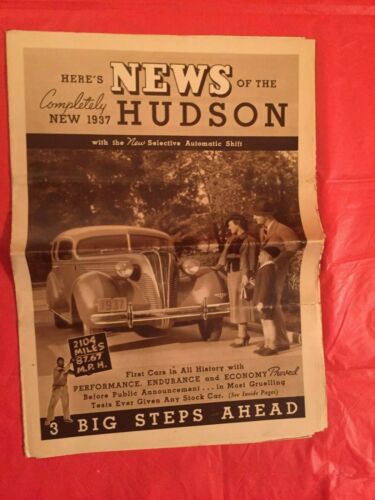 HERE'S NEWS OF THE
Completely
NEW 1937 HUDSON
with the New Selective Automatic Shift
1937
2104
MILES
87.67
M.P.H.
First Cars in All History with
PERFORMANCE, ENDURANCE and ECONOMY Proved
Before Public Announcement . . . in Most Gruelling
Tests Ever Given Any Stock Car. (See Inside Pages)
3 BIG STEPS AHEAD